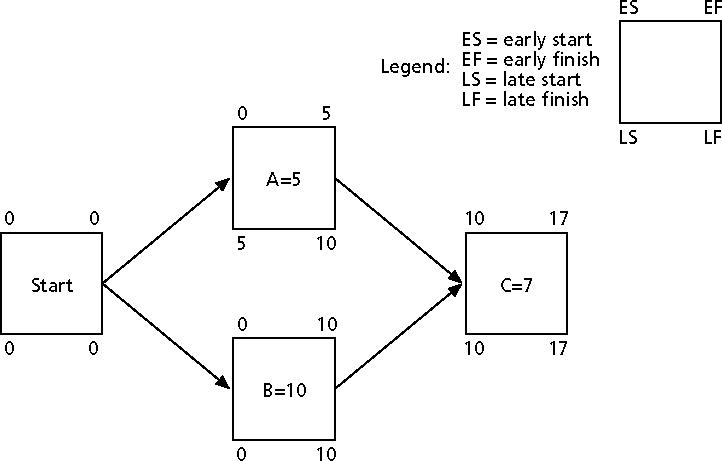 ES EF
ES = early start
EF = early finish
Legend:
LS = late start
LF = late finish
LS LF
0 5
A=5
5 10
0 0
Start
0 0
10 17
C=7
10 17
0 10
B=10
0 10